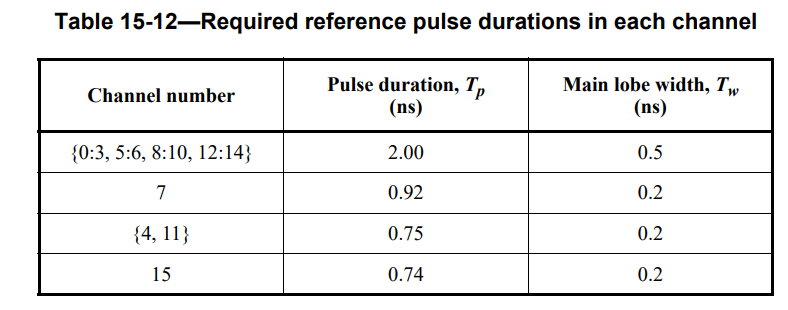 Table 15-12—Required reference pulse durations in each channel
Channel number
Pulse duration, Tp
(ns)
Main lobe width, Tw
(ns)
{0:3, 5:6, 8:10, 12:14} 2.00 0.5
7 0.92 0.2
{4, 11} 0.75 0.2
15 0.74 0.2